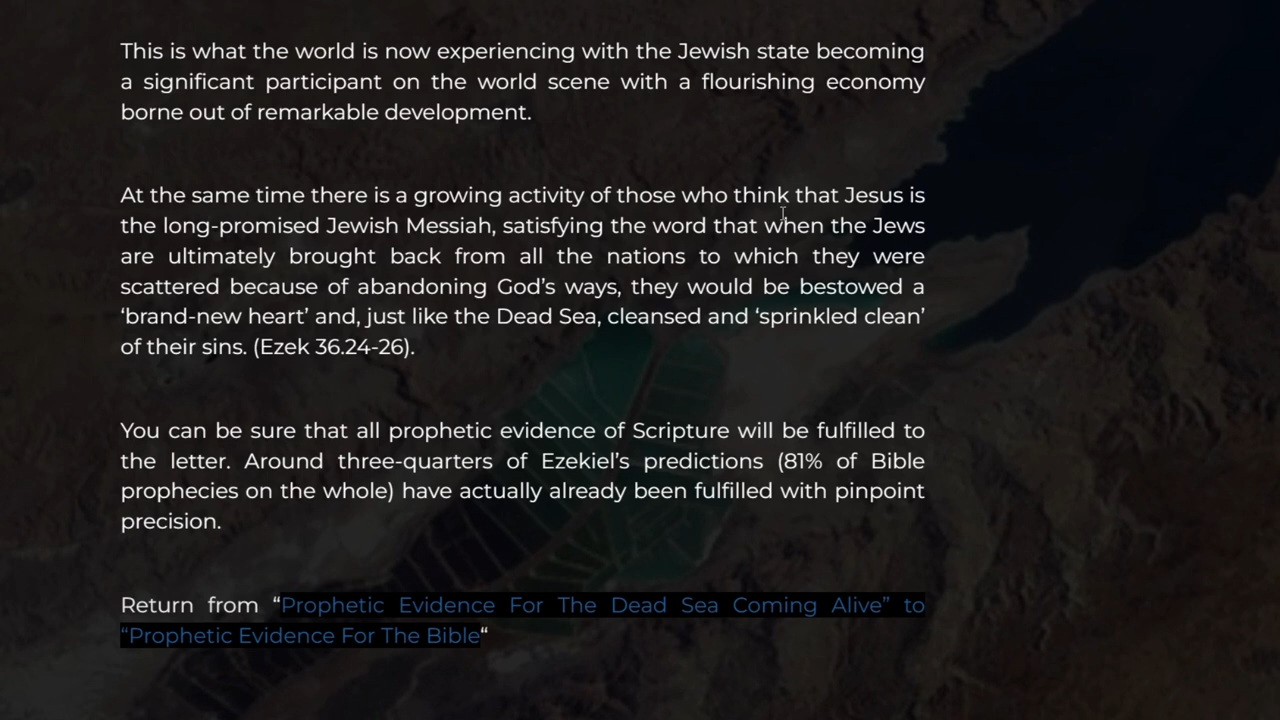 This is what the world is now experiencing with the Jewish state becoming
a significant participant on the world scene with a flourishing economy
borne out of remarkable development.
At the same time there is a growing activity of those who think that Jesus is
the long-promised Jewish Messiah, satisfying the word that when the Jews
are ultimately brought back from all the nations to which they were
scattered because of abandoning God’s ways, they would be bestowed a
‘brand-new heart’ and, just like the Dead Sea, cleansed and ‘sprinkled clean’
of their sins. (Ezek 36.24-26).
You can be sure that all prophetic evidence of Scripture will be fulfilled to
the letter. Around three-quarters of Ezekiel’s predictions (81% of Bible
prophecies on the whole) have actually already been fulfilled with pinpoint
precision.
Return from “Prophetic Evidence For The Dead Sea Coming Alive” to
“Prophetic Evidence For The Bible“